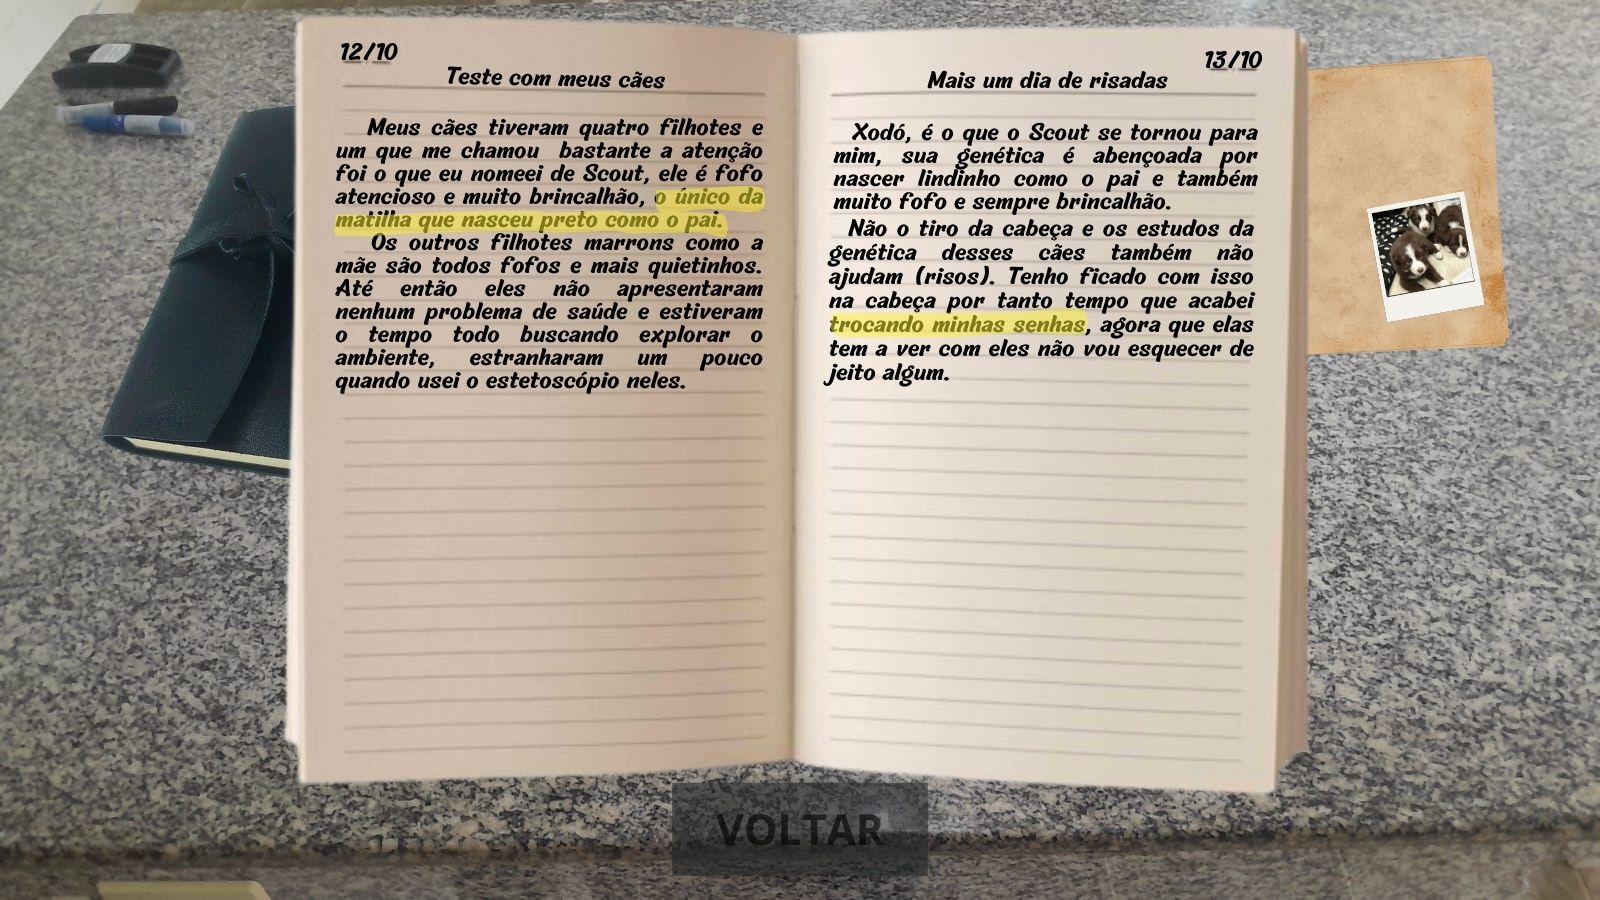 12/10
Teste com meus cães
Meus cães tiveram quatro filhotes e
um que me chamou bastante a atenção
foi o que eu nomeei de Scout, ele é fofo
atencioso e muito brincalhão, o único da
matilha que nasceu preto como o pai.
Os outros filhotes marrons como a
mãe são todos fofos e mais quietinhos.
Até então eles não apresentaram
nenhum problema de saúde e estiveram
o tempo todo buscando explorar o
ambiente, estranharam um pouco
quando usei o estetoscópio neles.
13/10
Mais um dia de risadas
Xodó, é o que o Scout se tornou para
mim, sua genética é abençoada por
nascer lindinho como o pai e também
muito fofo e sempre brincalhão.
Não o tiro da cabeça e os estudos da
genética desses cães também não
ajudam (risos). Tenho ficado com isso
na cabeça por tanto tempo que acabei
trocando minhas senhas, agora que elas
tem a ver com eles não vou esquecer de
jeito algum.
VOLTAR